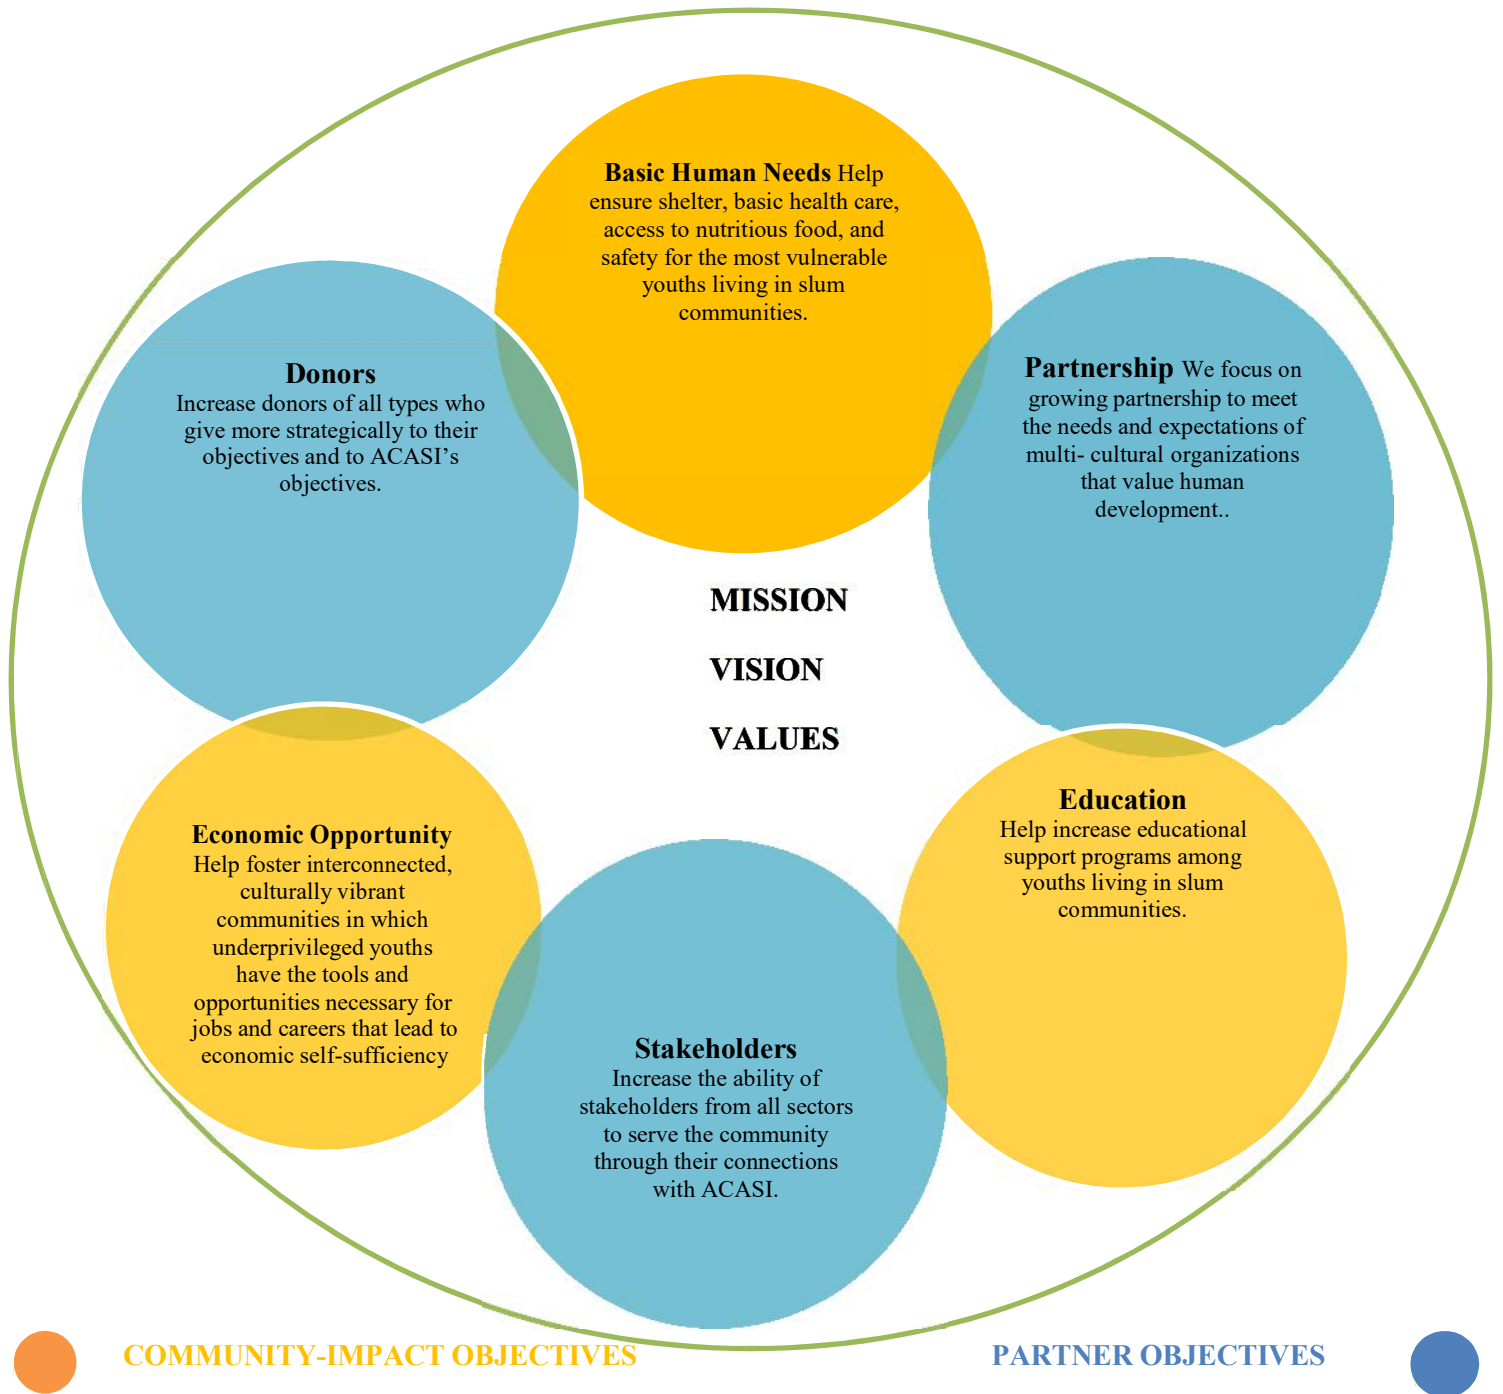 Basic Human Needs Help
ensure shelter, basic health care,
access to nutritious food, and
safety for the most vulnerable
youths living in slum
communities.
Donors
Increase donors of all types who
give more strategically to their
objectives and to ACASI’s
objectives.
Partnership We focus on
growing partnership to meet
the needs and expectations of
multi- cultural organizations
that value human
development..
MISSION
VISION
VALUES
Economic Opportunity
Help foster interconnected,
culturally vibrant
communities in which
underprivileged youths
have the tools and
opportunities necessary for
jobs and careers that lead to
economic self-sufficiency
Education
Help increase educational
support programs among
youths living in slum
communities.
Stakeholders
Increase the ability of
stakeholders from all sectors
to serve the community
through their connections
with ACASI.
COMMUNITY-IMPACT OBJECTIVES
PARTNER OBJECTIVES